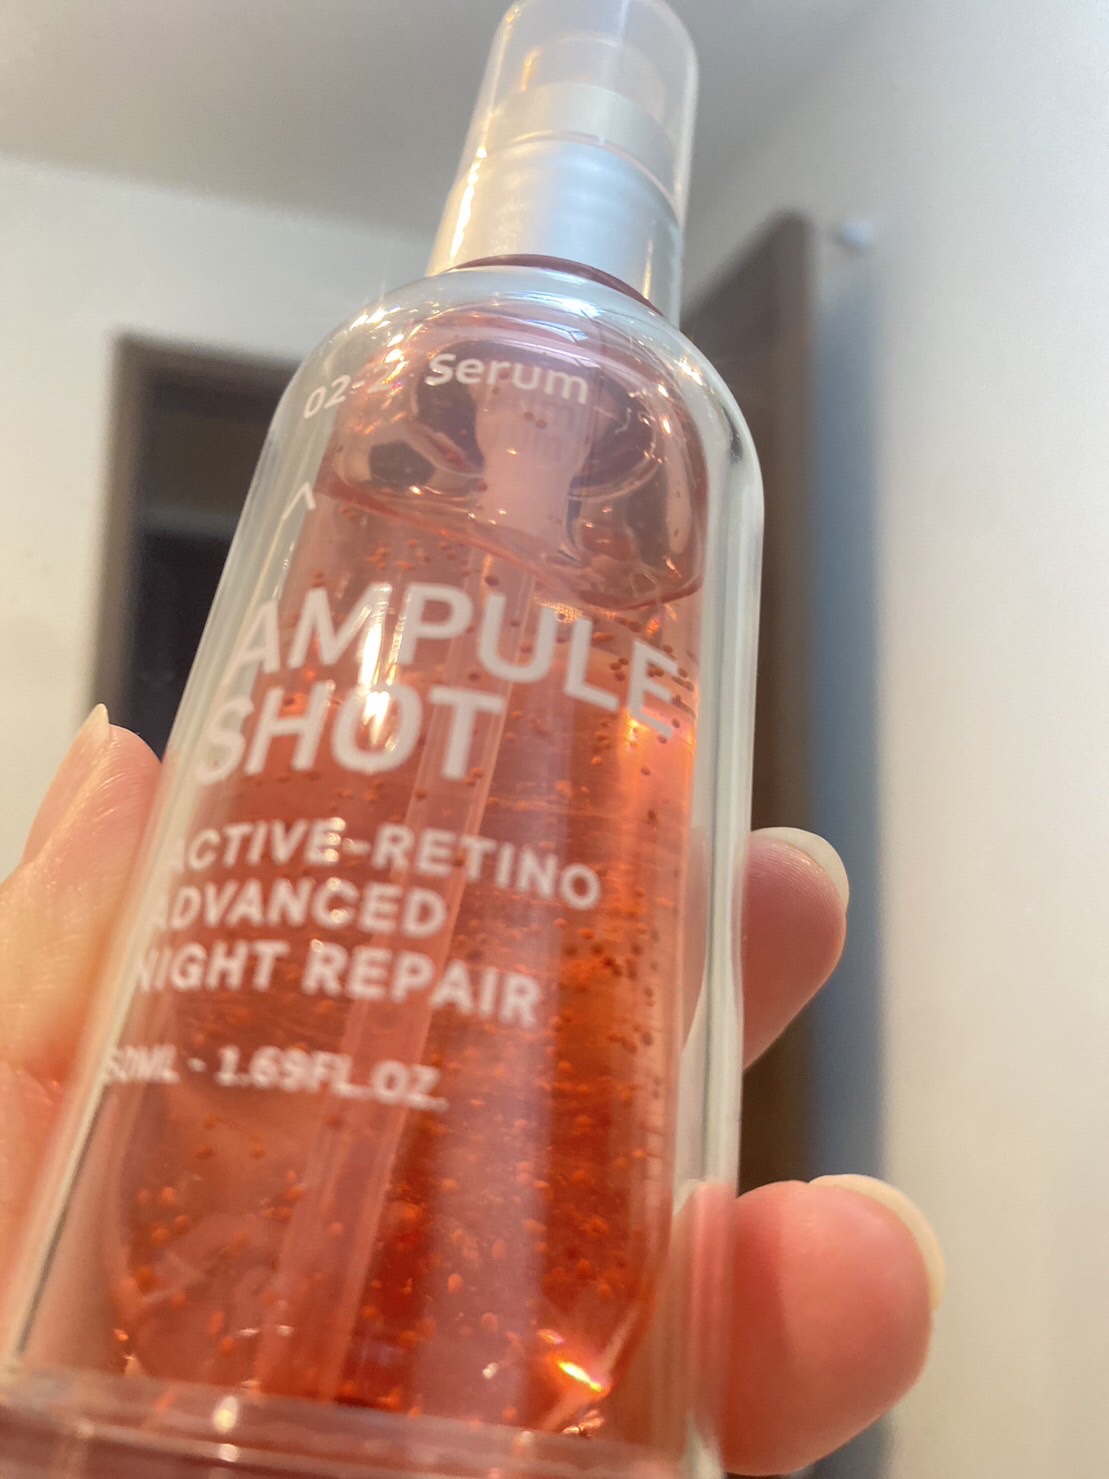 02-2 Serum
AMPULE
SHOT
ACTIVE-RETINO
ADVANCED
NIGHT REPAIR
50ML - 1.69FL.OZ.